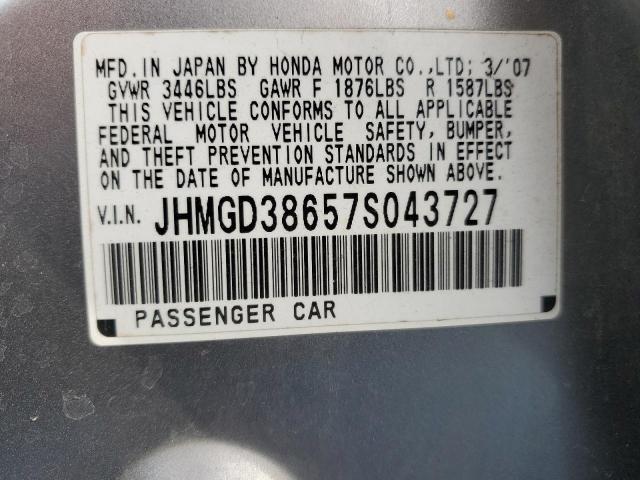 MFD. IN JAPAN BY HONDA MOTOR CO., LTD; 3/'07
GVWR 3446LBS GAWR F 1876LBS R 1587LBS
THIS VEHICLE CONFORMS TO ALL APPLICABLE
FEDERAL MOTOR VEHICLE SAFETY, BUMPER,
AND THEFT PREVENTION STANDARDS IN EFFECT
ON THE DATE OF MANUFACTURE SHOWN ABOVE.
V.I.N. JHMGD38657S043727
PASSENGER CAR